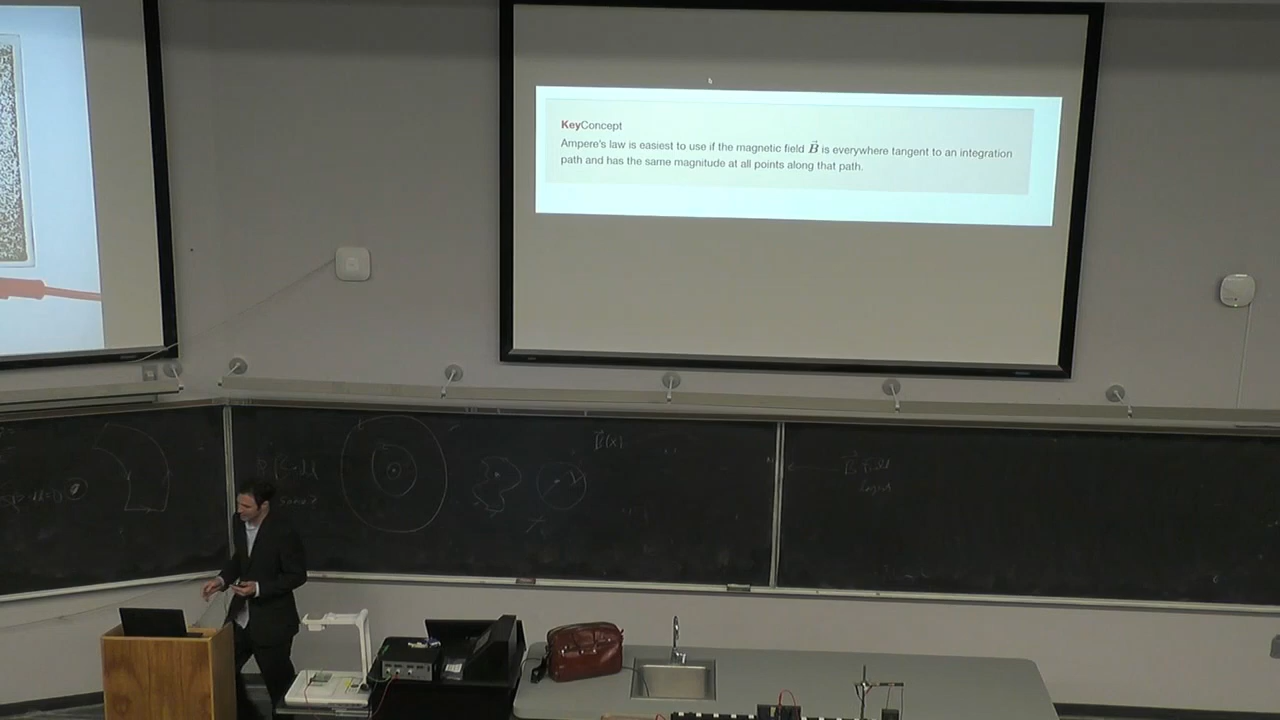 KeyConcept
Ampere's law is easiest to use if the magnetic field B⃗ is everywhere tangent to an integration
path and has the same magnitude at all points along that path.
B⃗(x)